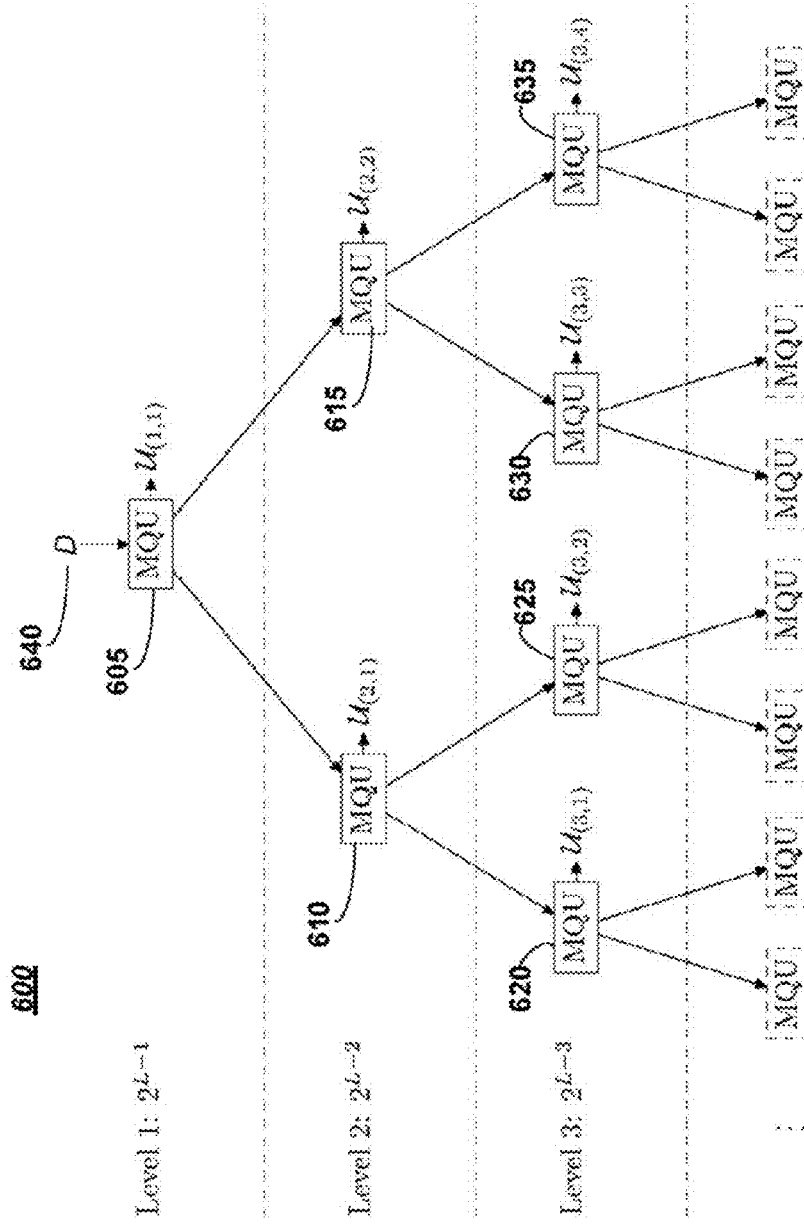 600
640
D
605
MQU
𝒰(1,1)
Level 1: 2^{L−1}
610
MQU
𝒰(2,1)
615
MQU
𝒰(2,2)
Level 2: 2^{L−2}
620
MQU
𝒰(3,1)
625
MQU
𝒰(3,2)
630
MQU
𝒰(3,3)
635
MQU
𝒰(3,4)
Level 3: 2^{L−3}
⋮
MQU
MQU
MQU
MQU
MQU
MQU
MQU
MQU